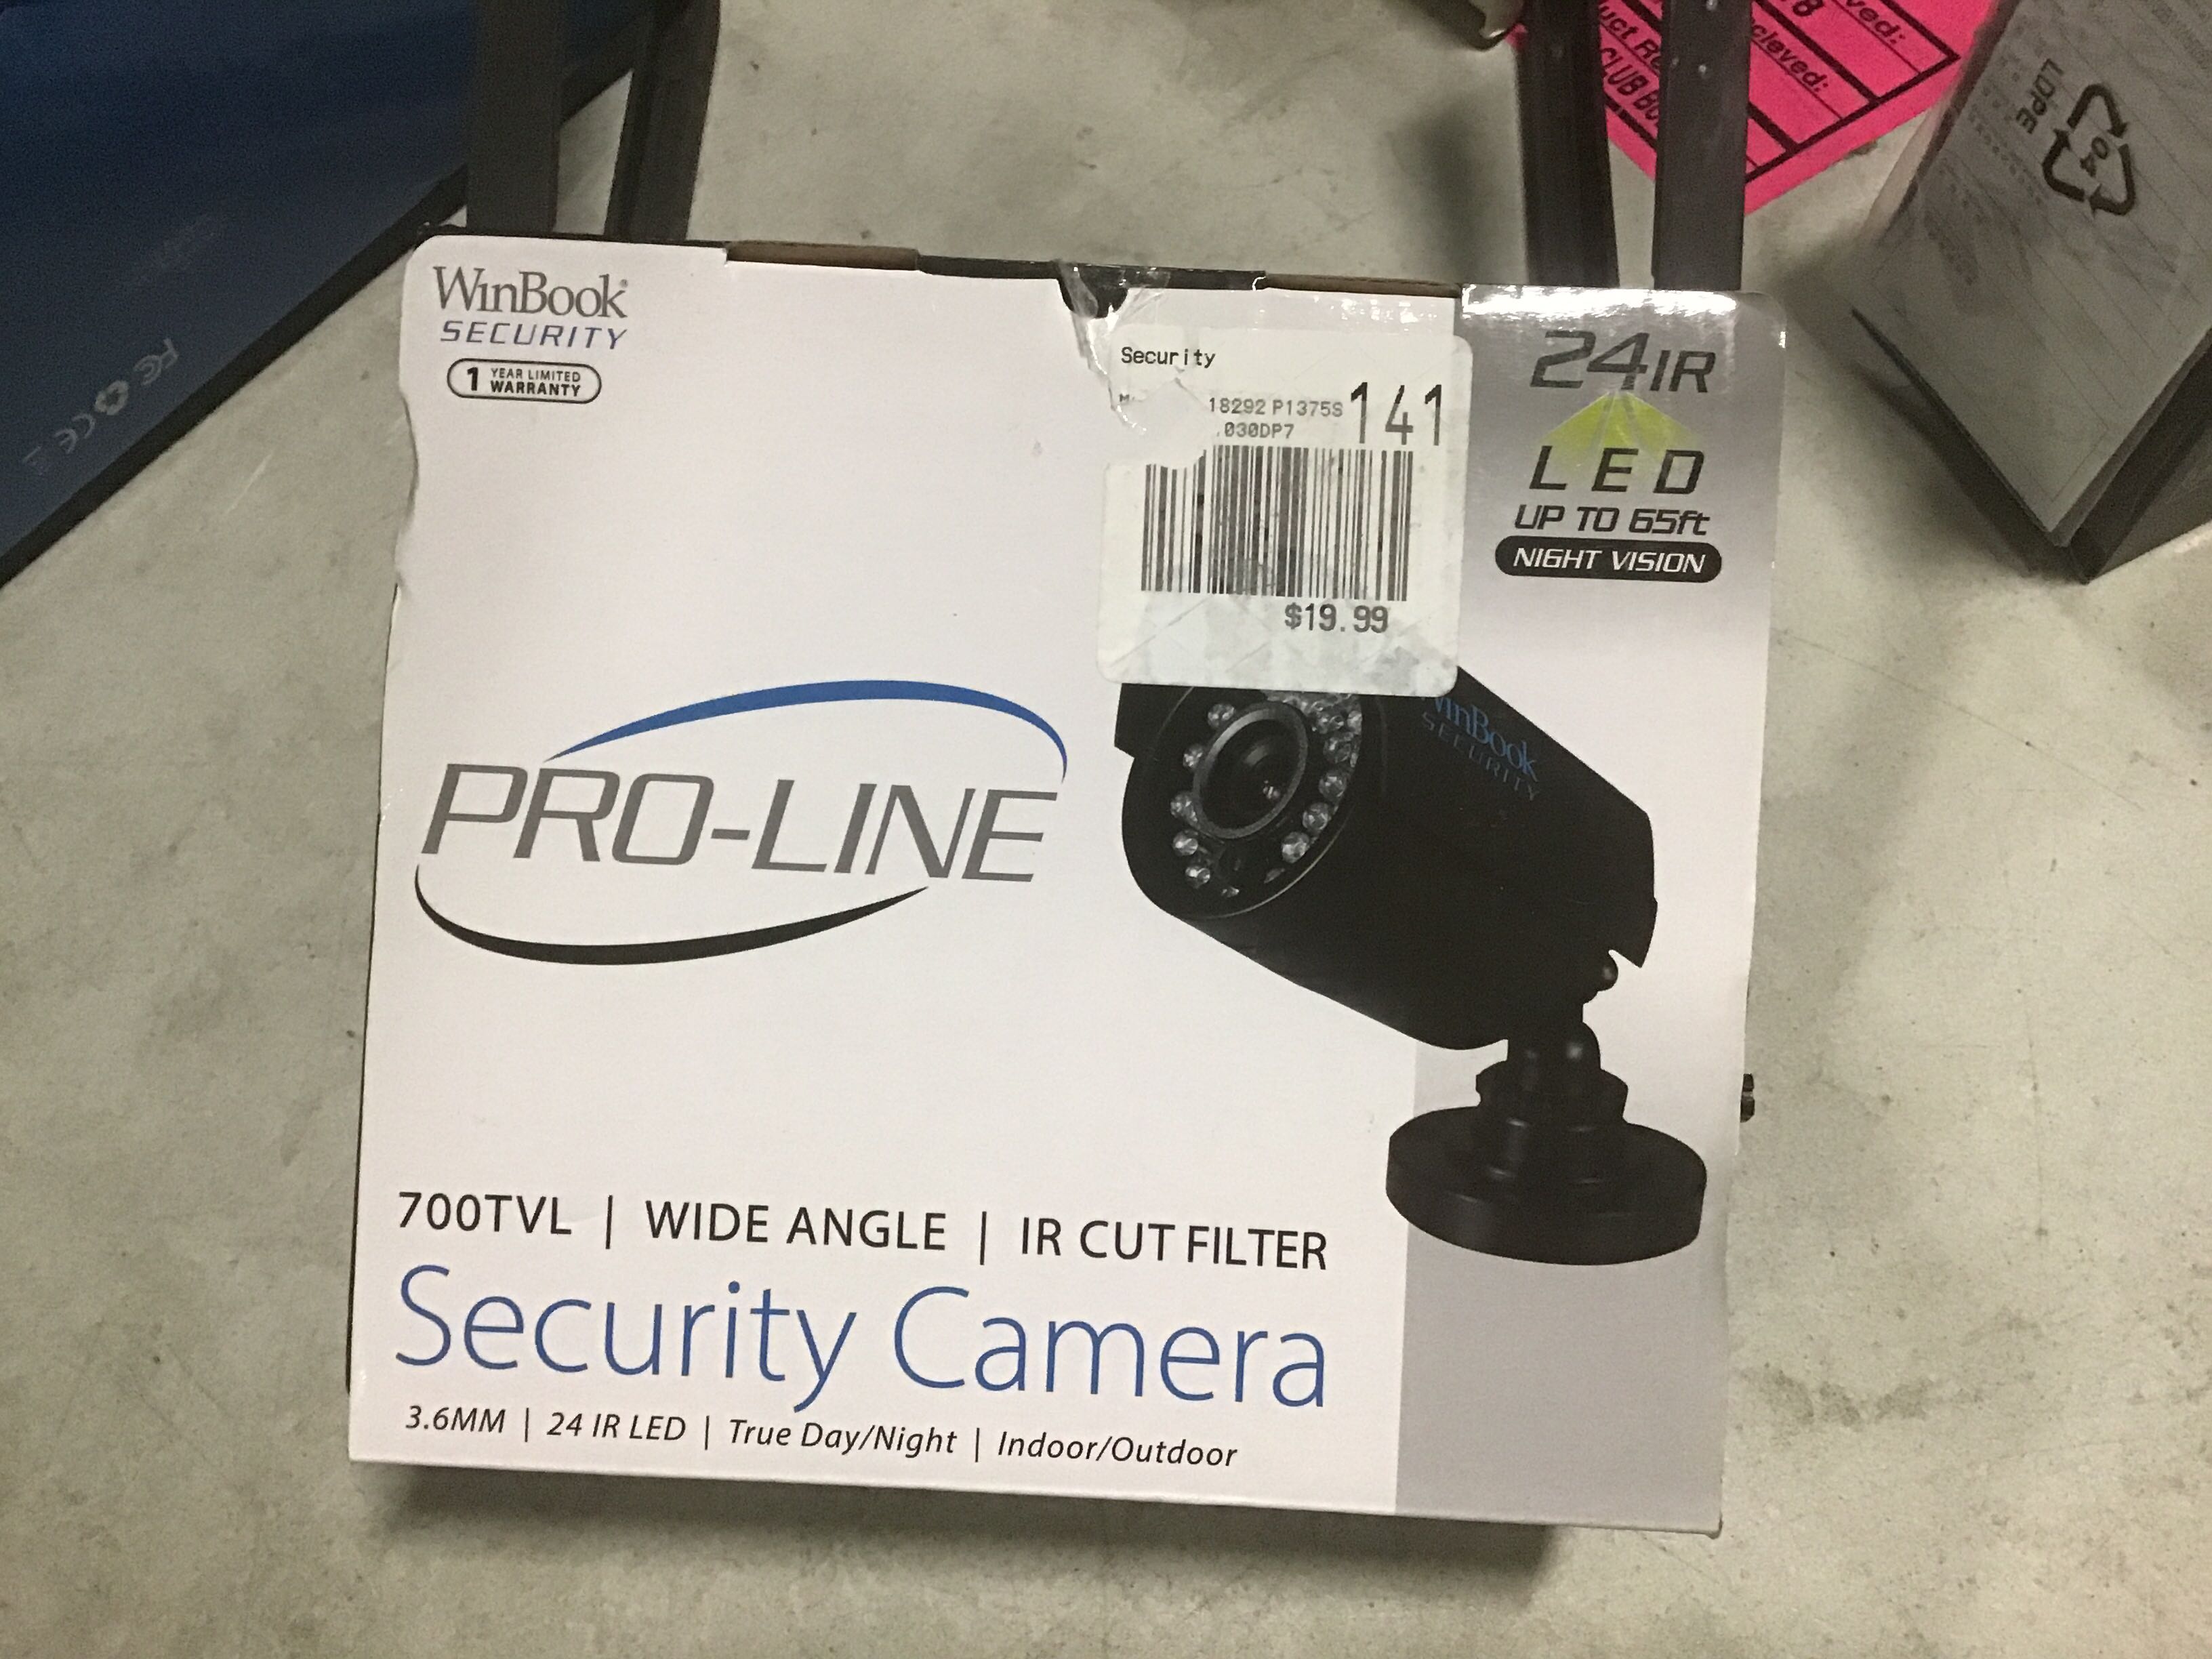 WinBook®
SECURITY
1 YEAR LIMITED
WARRANTY
Security
18292 P1375S 141
.030DP7
$19.99
24IR
LED
UP TO 65ft
NIGHT VISION
WinBook
SECURITY
PRO-LINE
700TVL | WIDE ANGLE | IR CUT FILTER
Security Camera
3.6MM | 24 IR LED | True Day/Night | Indoor/Outdoor
LDPE
04
FC CE